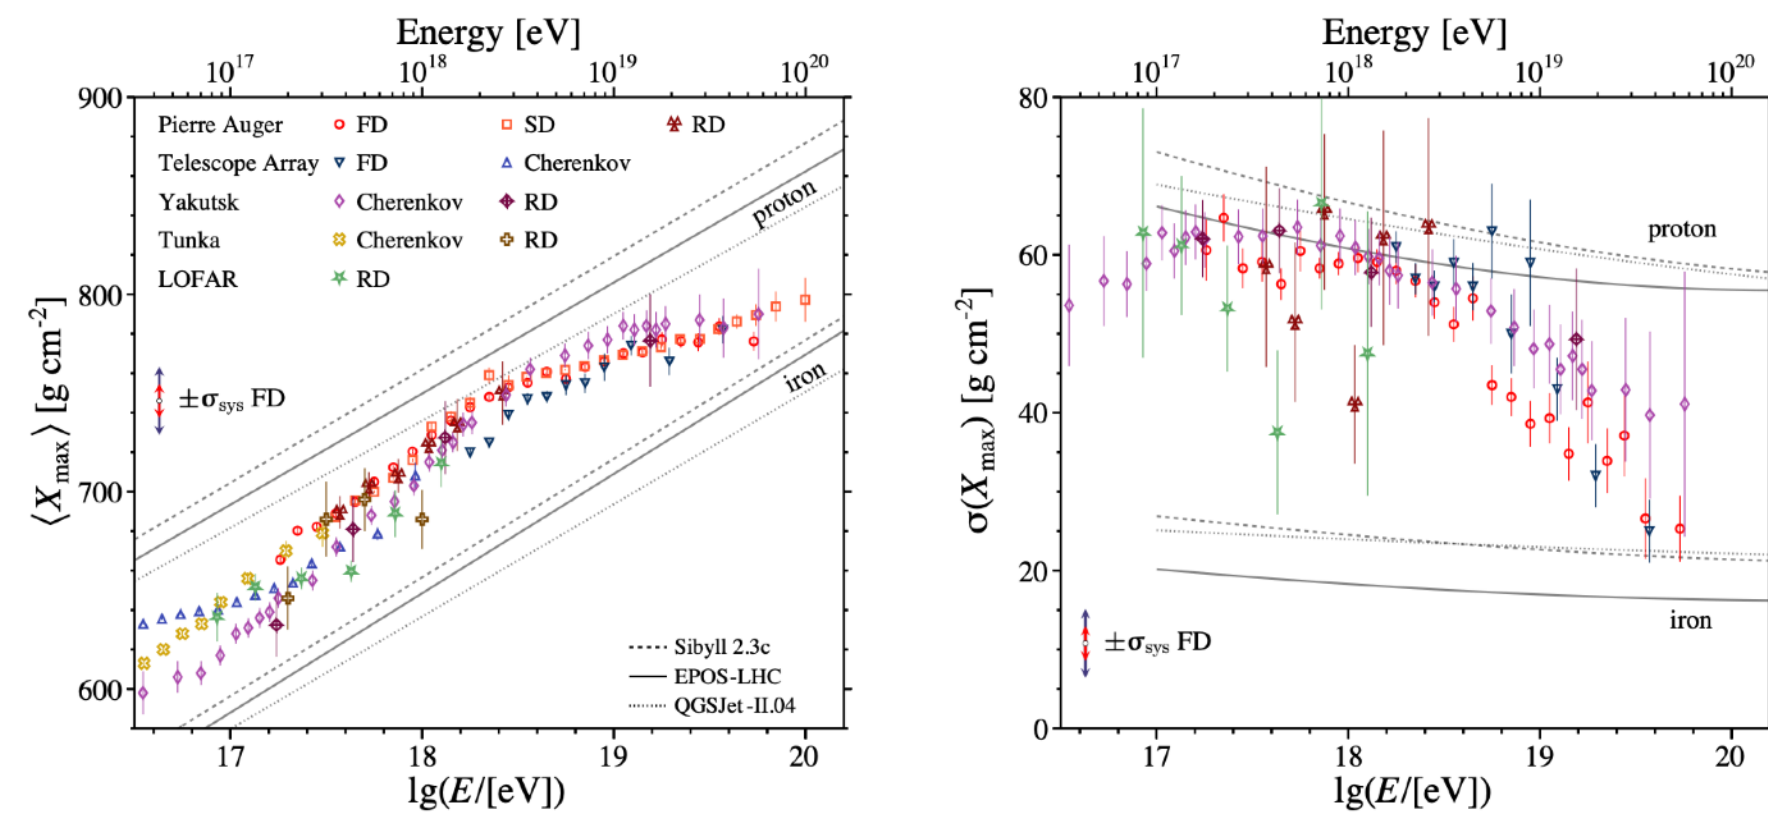 Energy [eV]
10^17 10^18 10^19 10^20
900
800
700
600
⟨X_max⟩ [g cm^-2]
Pierre Auger FD SD RD
Telescope Array FD Cherenkov
Yakutsk Cherenkov RD
Tunka Cherenkov RD
LOFAR RD
proton
iron
±σ_sys FD
Sibyll 2.3c
EPOS-LHC
QGSJet-II.04
17 18 19 20
lg(E/[eV])
Energy [eV]
10^17 10^18 10^19 10^20
80
60
40
20
0
σ(X_max) [g cm^-2]
proton
iron
±σ_sys FD
17 18 19 20
lg(E/[eV])